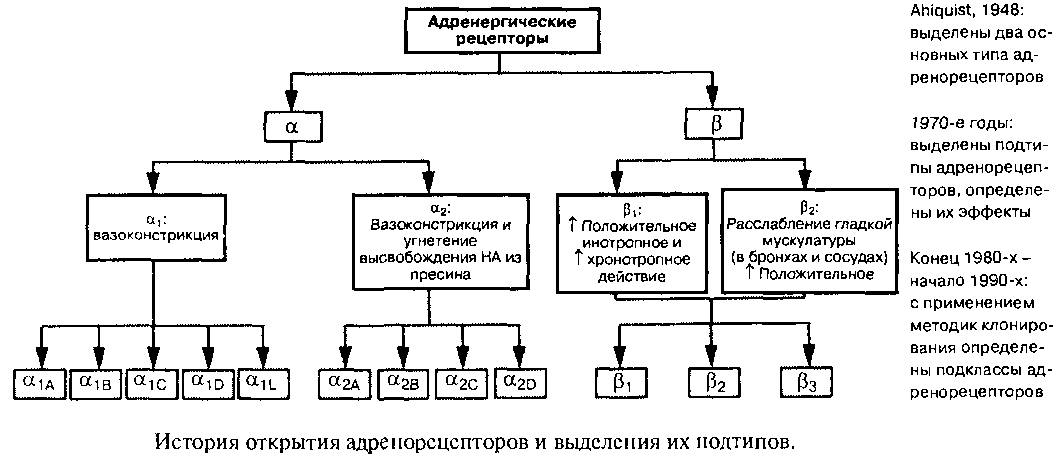 Адренергические
рецепторы
α
β
α₁:
вазоконстрикция
α₂:
Вазоконстрикция и
угнетение
высвобождения НА из
пресина
β₁:
↑ Положительное
инотропное и
↑ хронотропное
действие
β₂:
Расслабление гладкой
мускулатуры
(в бронхах и сосудах)
↑ Положительное
α1A α1B α1C α1D α1L
α2A α2B α2C α2D
β1 β2 β3
Ahiquist, 1948:
выделены два ос-
новных типа ад-
ренорецепторов
1970-е годы:
выделены подти-
пы адренорецеп-
торов, определе-
ны их эффекты
Конец 1980-х –
начало 1990-х:
с применением
методик клониро-
вания определе-
ны подклассы ад-
ренорецепторов
История открытия адренорецепторов и выделения их подтипов.